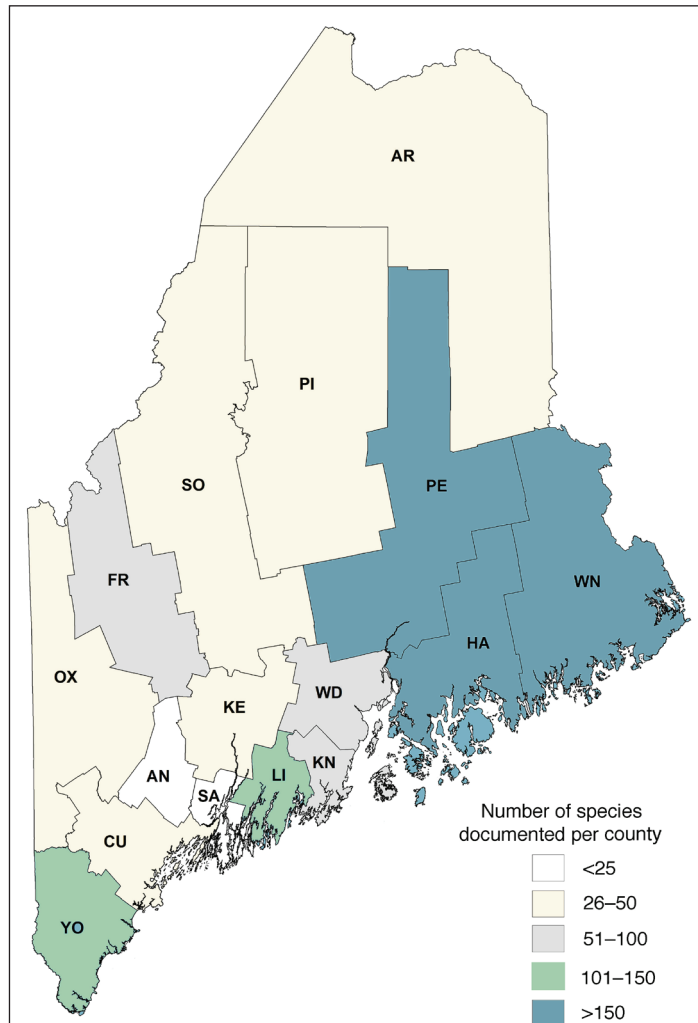 AR
PI
SO
PE
FR
WN
HA
OX
WD
KE
KN
LI
AN
SA
CU
YO
Number of species
documented per county
<25
26–50
51–100
101–150
>150